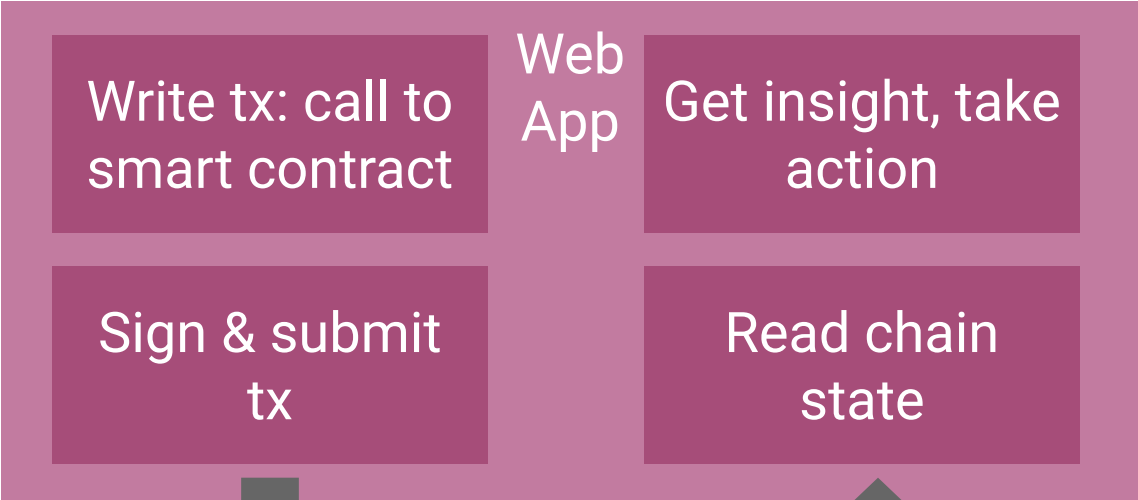 Write tx: call to
smart contract
Web
App
Get insight, take
action
Sign & submit
tx
Read chain
state